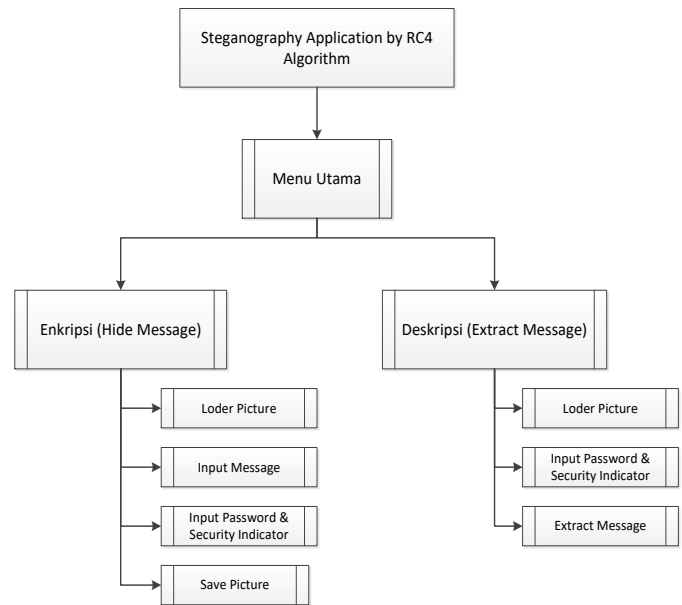 Steganography Application by RC4
Algorithm
Menu Utama
Enkripsi (Hide Message)
Loder Picture
Input Message
Input Password &
Security Indicator
Save Picture
Deskripsi (Extract Message)
Loder Picture
Input Password &
Security Indicator
Extract Message